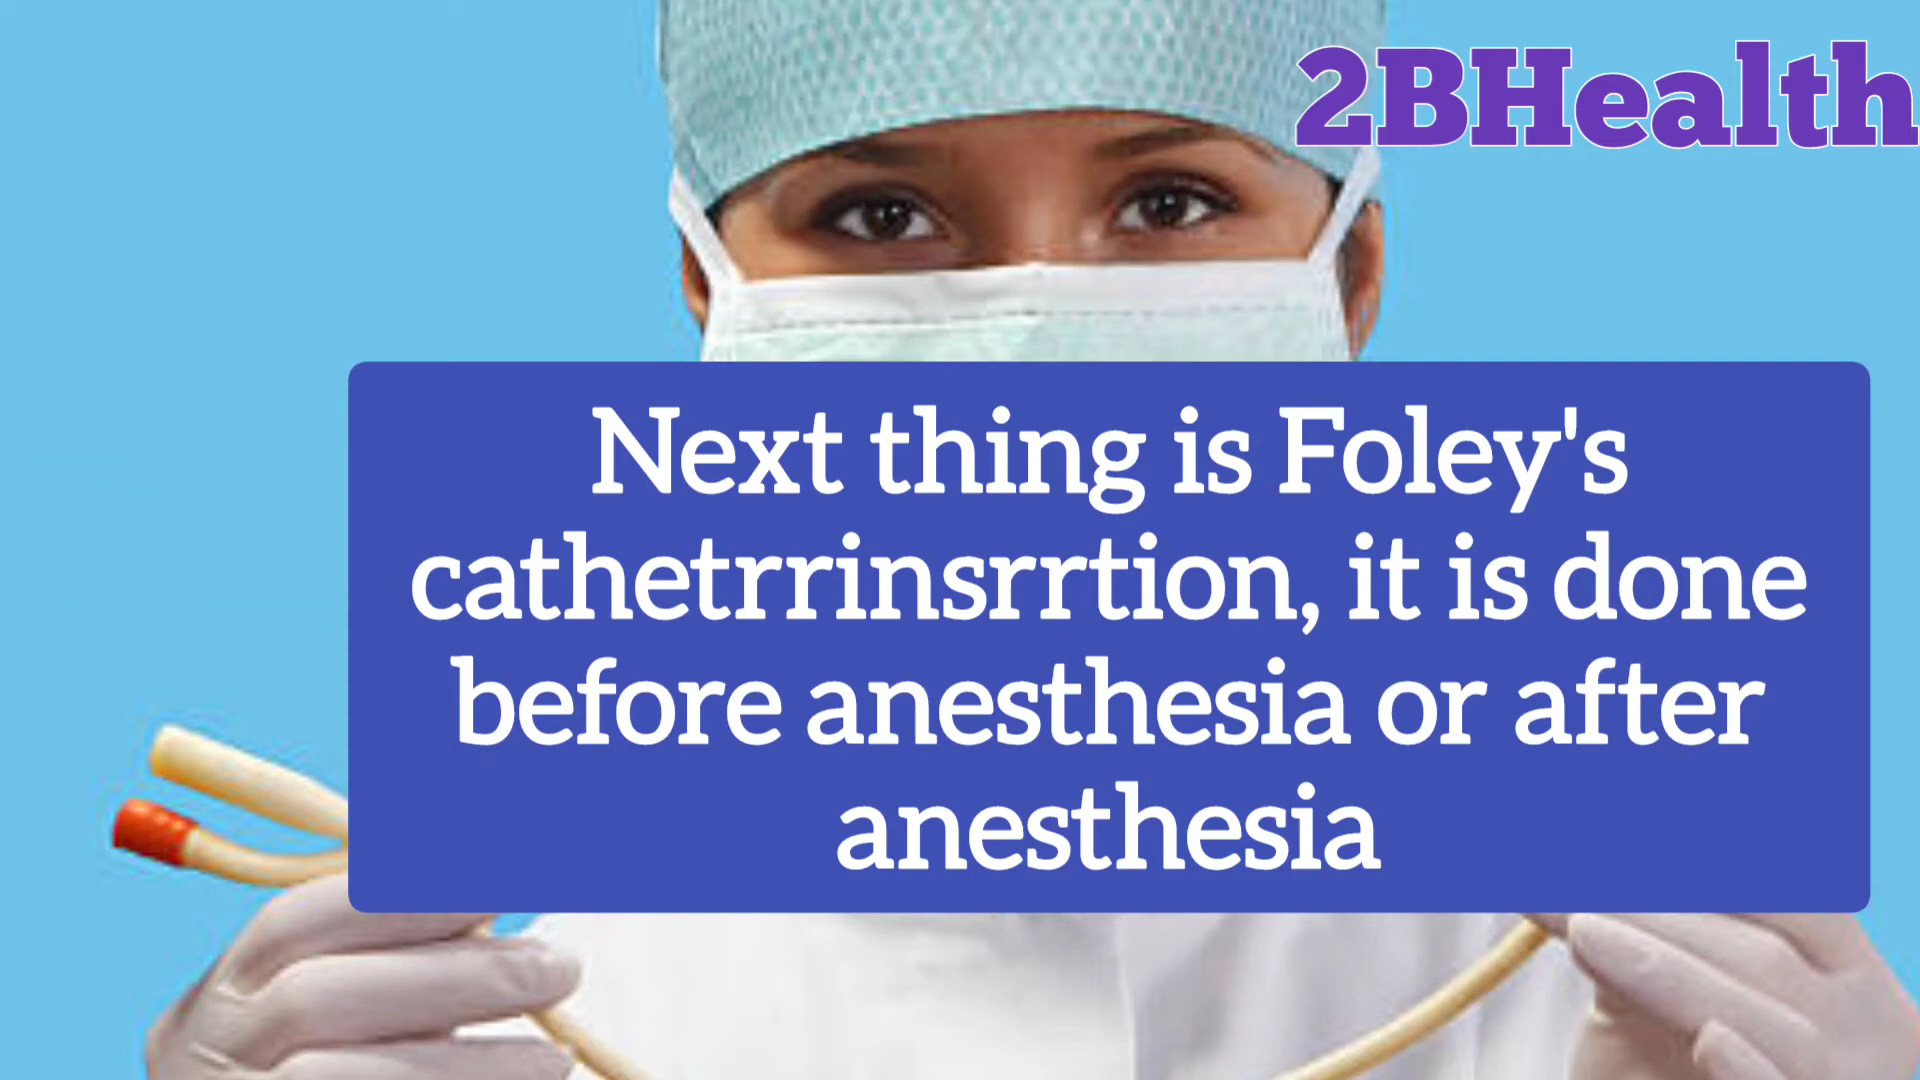 2BHealth
Next thing is Foley's
cathetrrinsrrtion, it is done
before anesthesia or after
anesthesia